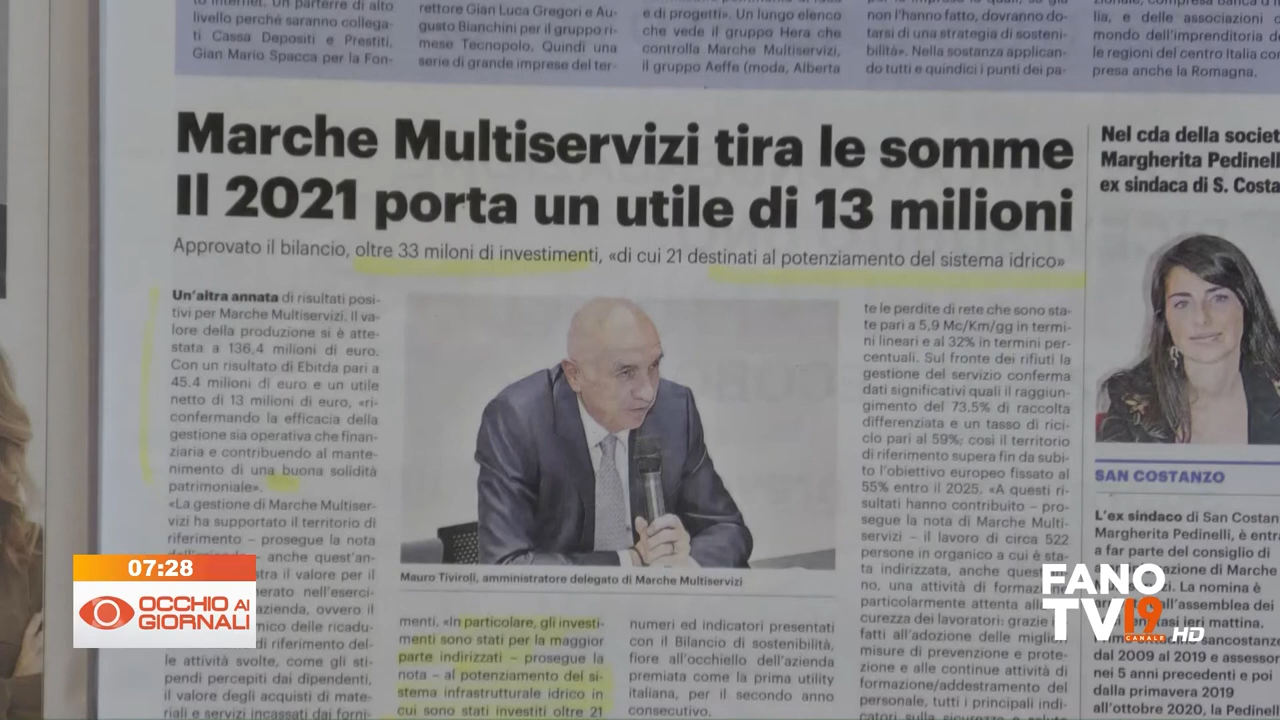 to internet. Un parterre di alto
livello perché saranno collega-
ti Cassa Depositi e Prestiti,
Gian Mario Spacca per la Fon-
rettore Gian Luca Gregori e Au-
gusto Bianchini per il gruppo ri-
mese Tecnopolo. Quindi una
serie di grande imprese del ter-
e di progetti». Un lungo elenco
che vede il gruppo Hera che
controlla Marche Multiservizi,
il gruppo Aeffe (moda, Alberta
non l'hanno fatto, dovranno do-
tarsi di una strategia di sosteni-
bilità». Nella sostanza applican-
do tutti e quindici i punti dei pa-
lia, e delle associazioni
mondo dell'imprenditoria de
le regioni del centro Italia con
presa anche la Romagna.
Marche Multiservizi tira le somme
Il 2021 porta un utile di 13 milioni
Approvato il bilancio, oltre 33 miloni di investimenti, «di cui 21 destinati al potenziamento del sistema idrico»
Un'altra annata di risultati posi-
tivi per Marche Multiservizi. Il va-
lore della produzione si è atte-
stata a 136,4 milioni di euro.
Con un risultato di Ebitda pari a
45.4 milioni di euro e un utile
netto di 13 milioni di euro, «ri-
confermando la efficacia della
gestione sia operativa che finan-
ziaria e contribuendo al mante-
nimento di una buona solidità
patrimoniale».
«La gestione di Marche Multiser-
vizi ha supportato il territorio di
riferimento – prosegue la nota
anche quest'an-
stra il valore per il
nerato nell'eserci-
azienda, ovvero il
mico delle ricadu-
di riferimento del-
le attività svolte, come gli sti-
pendi percepiti dai dipendenti,
il valore degli acquisti di mate-
riali e servizi incassati dai forni-
Mauro Tiviroli, amministratore delegato di Marche Multiservizi
menti. «In particolare, gli investi-
menti sono stati per la maggior
parte indirizzati – prosegue la
nota – al potenziamento del si-
stema infrastrutturale idrico in
cui sono stati investiti oltre 21
numeri ed indicatori presentati
con il Bilancio di sostenibilità,
fiore all'occhiello dell'azienda
premiata come la prima utility
italiana, per il secondo anno
consecutivo.
te le perdite di rete che sono sta-
te pari a 5,9 Mc/Km/gg in termi-
ni lineari e al 32% in termini per-
centuali. Sul fronte dei rifiuti la
gestione del servizio conferma
dati significativi quali il raggiun-
gimento del 73.5% di raccolta
differenziata e un tasso di rici-
clo pari al 59%; così il territorio
di riferimento supera fin da subi-
to l'obiettivo europeo fissato al
55% entro il 2025. «A questi ri-
sultati hanno contribuito – pro-
segue la nota di Marche Multi-
servizi – il lavoro di circa 522
persone in organico a cui è sta-
ta indirizzata, anche quest
no, una attività di formazione
particolarmente attenta alla
curezza dei lavoratori: grazie
fatti all'adozione delle miglio
misure di prevenzione e prote-
zione e alle continue attività di
formazione/addestramento del
personale, tutti i principali indi-
catori sulla sicurezza
Nel cda della societ
Margherita Pedinelli
ex sindaca di S. Costa
SAN COSTANZO
L'ex sindaco di San Costan
Margherita Pedinelli, è entra
a far parte del consiglio di
azione di Marche
La nomina è
all'assemblea dei
ieri mattina.
sancostanzo
dal 2009 al 2019 e assessor
nei 5 anni precedenti e poi
dalla primavera 2019
all'ottobre 2020, la Pedinell
07:28
OCCHIO AI
GIORNALI
FANO
TV19
CANALE
HD